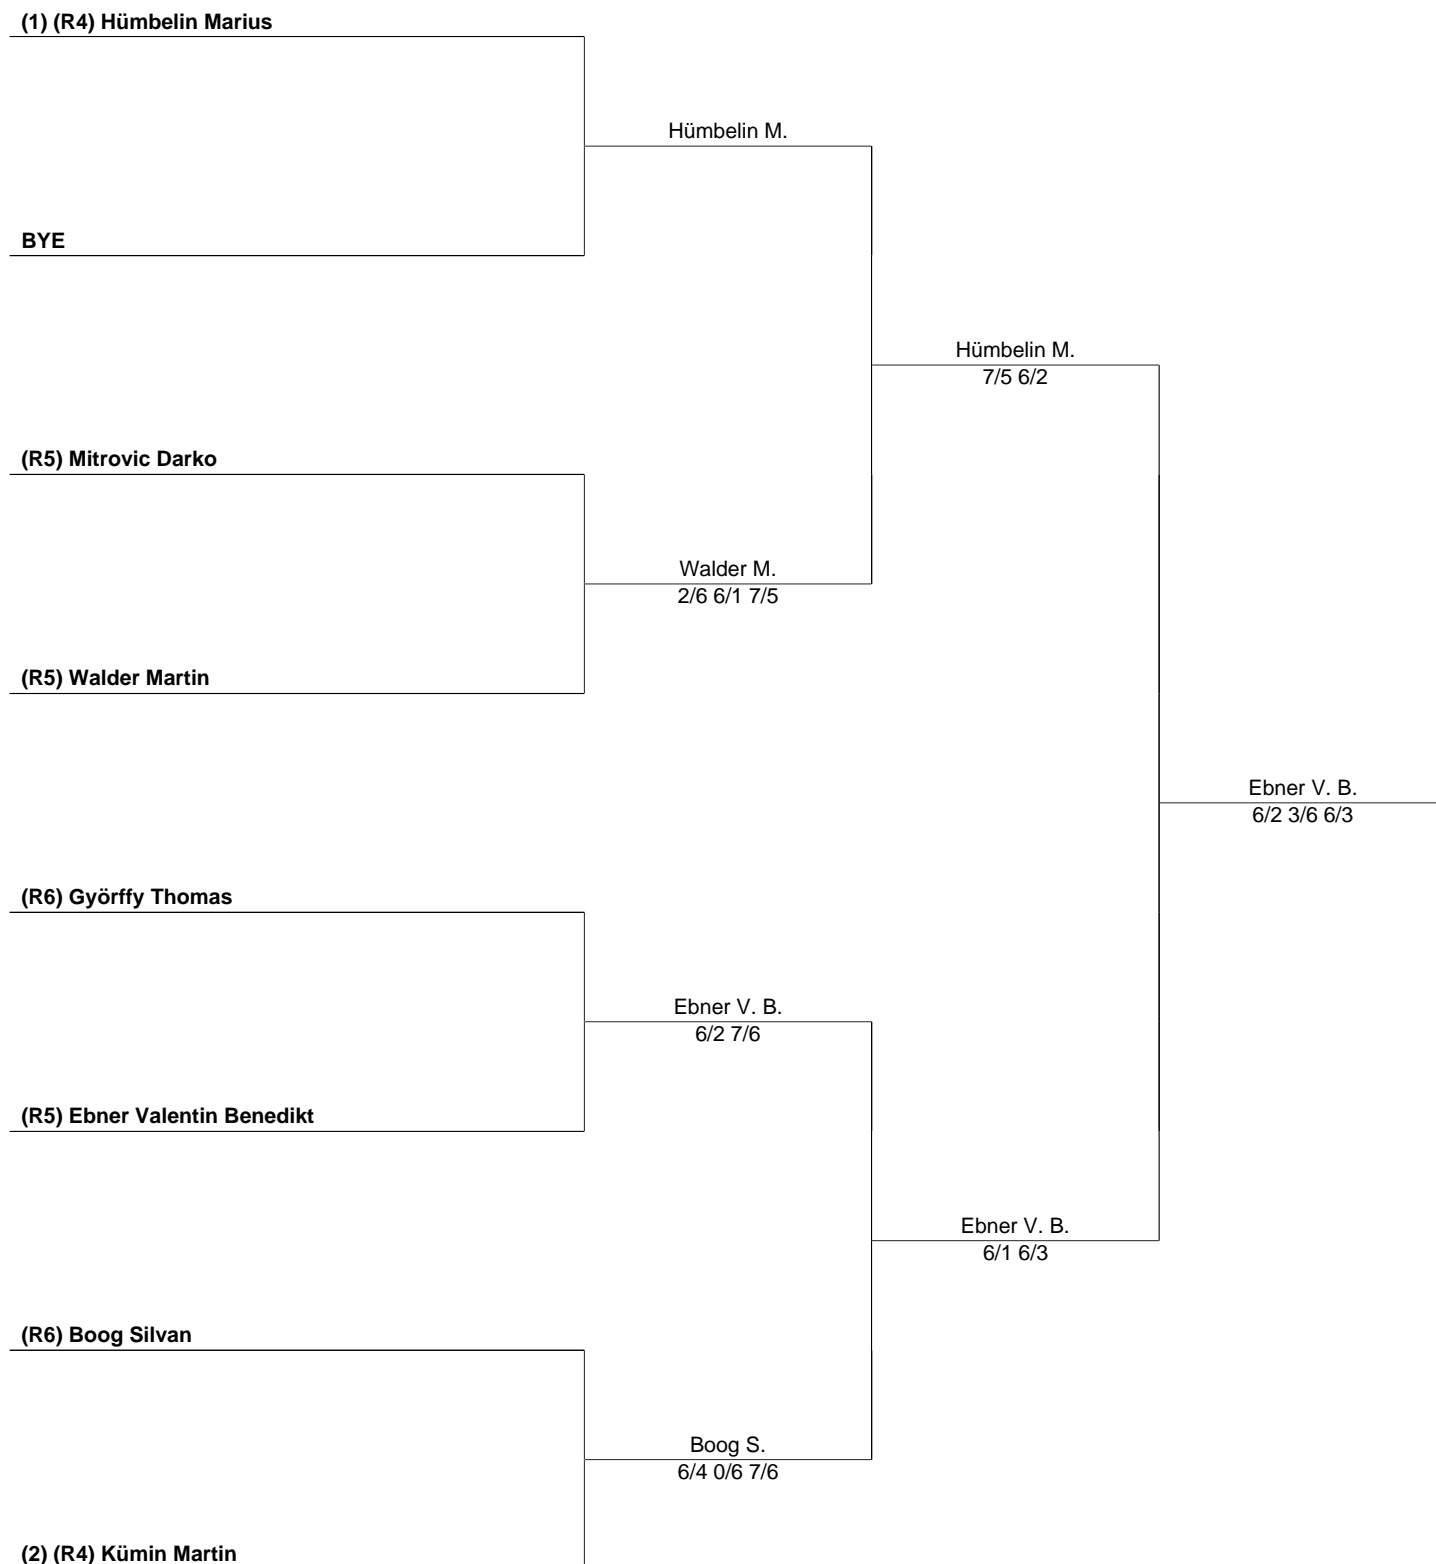 (1) (R4) Hümbelin Marius
Hümbelin M.
BYE
Hümbelin M.
7/5 6/2
(R5) Mitrovic Darko
Walder M.
2/6 6/1 7/5
(R5) Walder Martin
Ebner V. B.
6/2 3/6 6/3
(R6) Györffy Thomas
Ebner V. B.
6/2 7/6
(R5) Ebner Valentin Benedikt
Ebner V. B.
6/1 6/3
(R6) Boog Silvan
Boog S.
6/4 0/6 7/6
(2) (R4) Kümin Martin